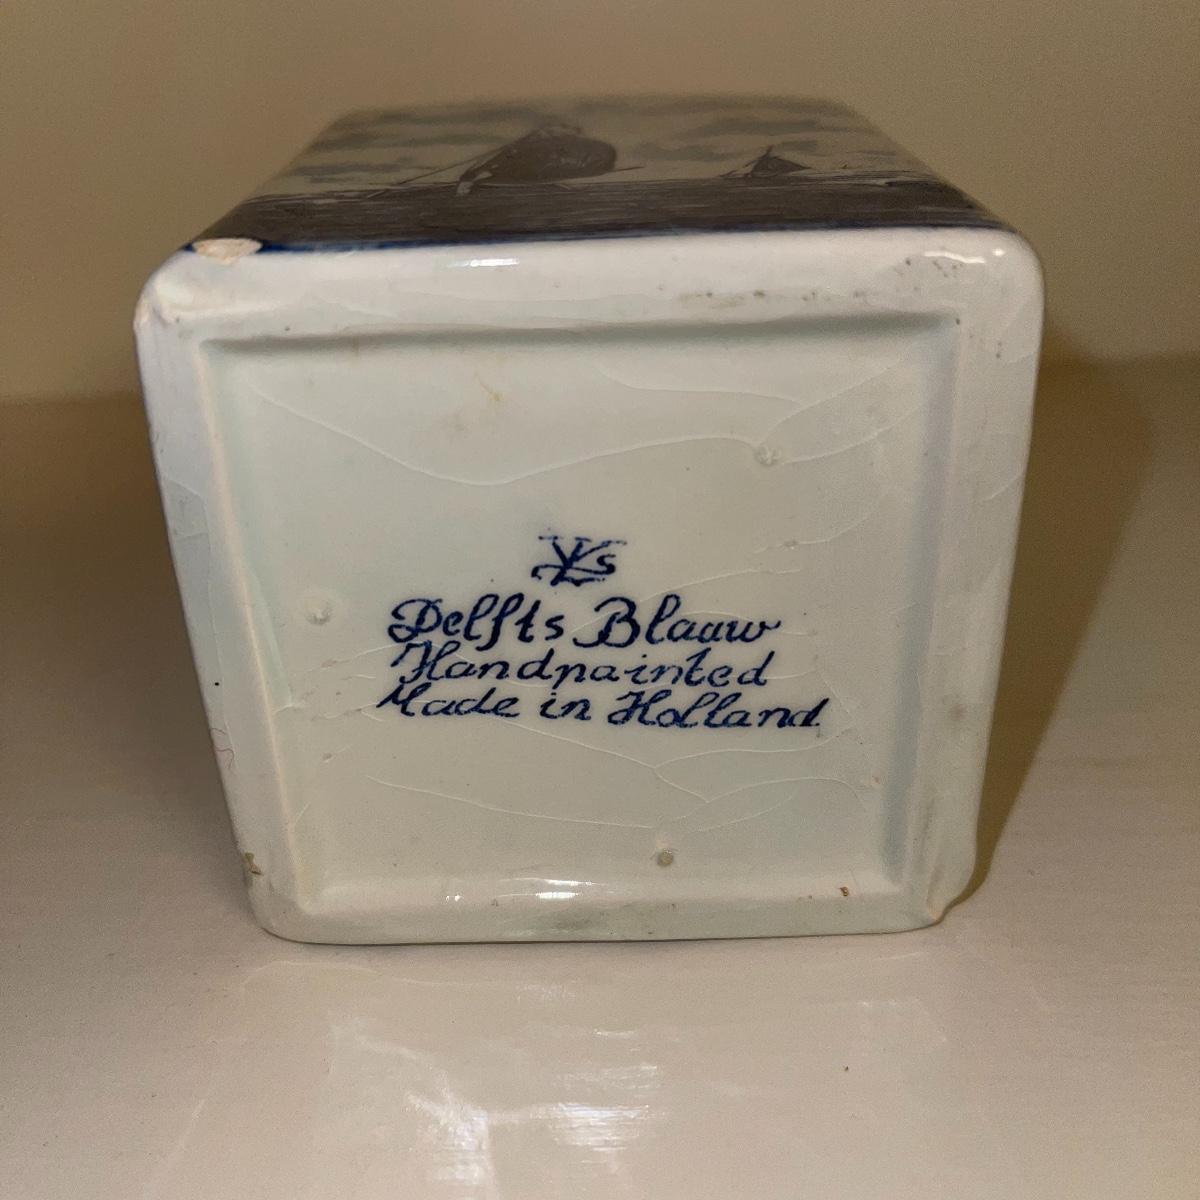 Delfts Blauw
Handpainted
Made in Holland